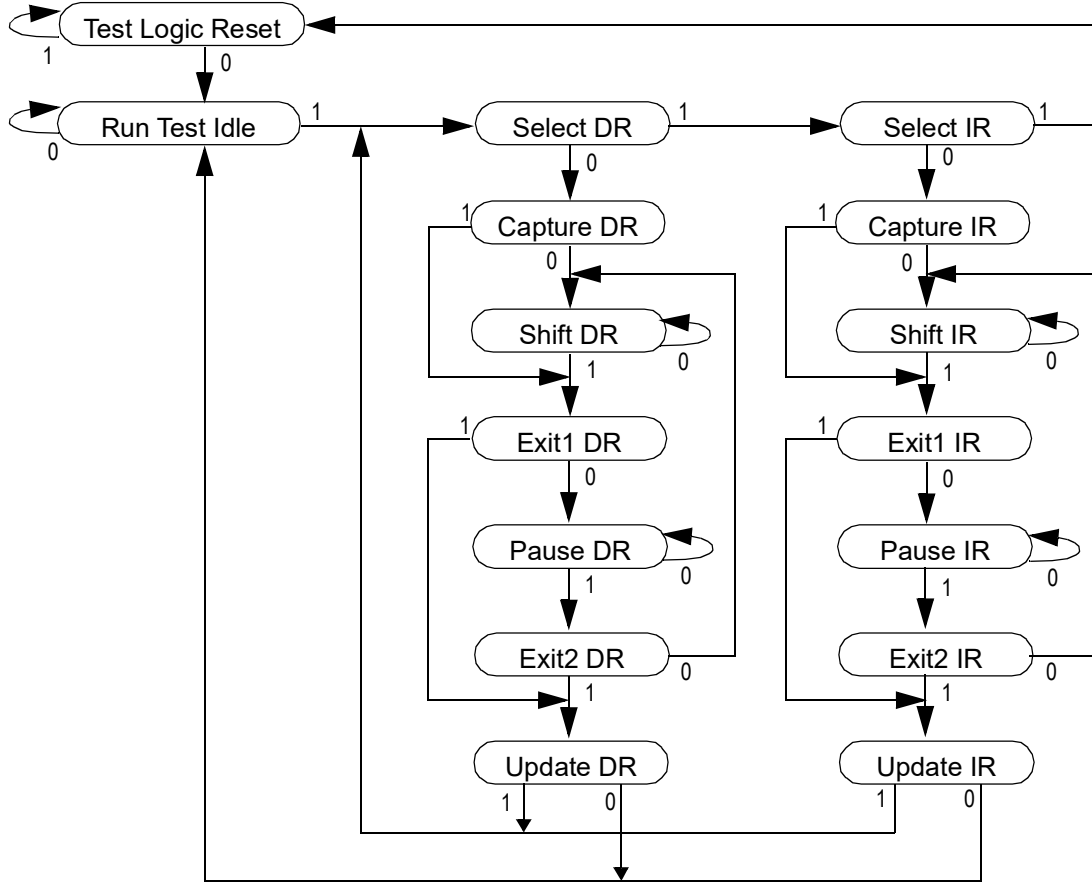 Test Logic Reset
1
0
Run Test Idle
1
Select DR
1
Select IR
1
0
0
0
1
Capture DR
1
Capture IR
0
0
Shift DR
0
Shift IR
0
1
1
1
Exit1 DR
1
Exit1 IR
0
0
Pause DR
0
Pause IR
0
1
1
Exit2 DR
0
Exit2 IR
0
1
1
Update DR
Update IR
1
0
1
0